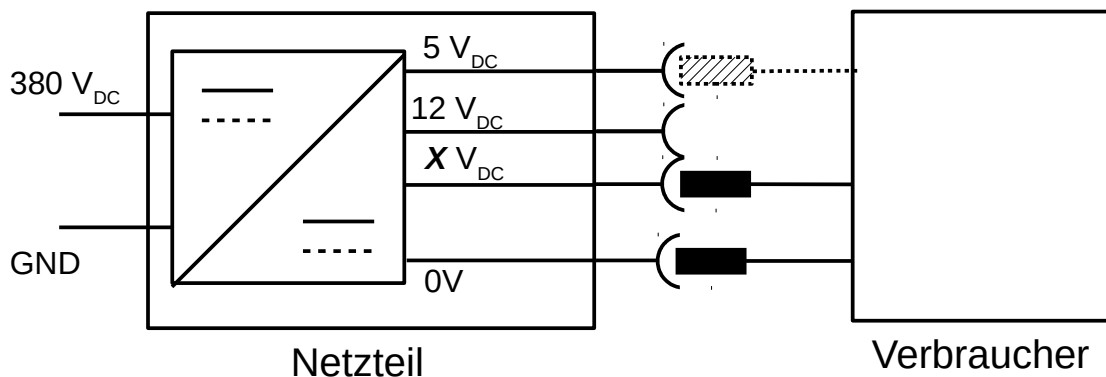 5 V_DC
380 V_DC
12 V_DC
X V_DC
GND
0V
Netzteil
Verbraucher